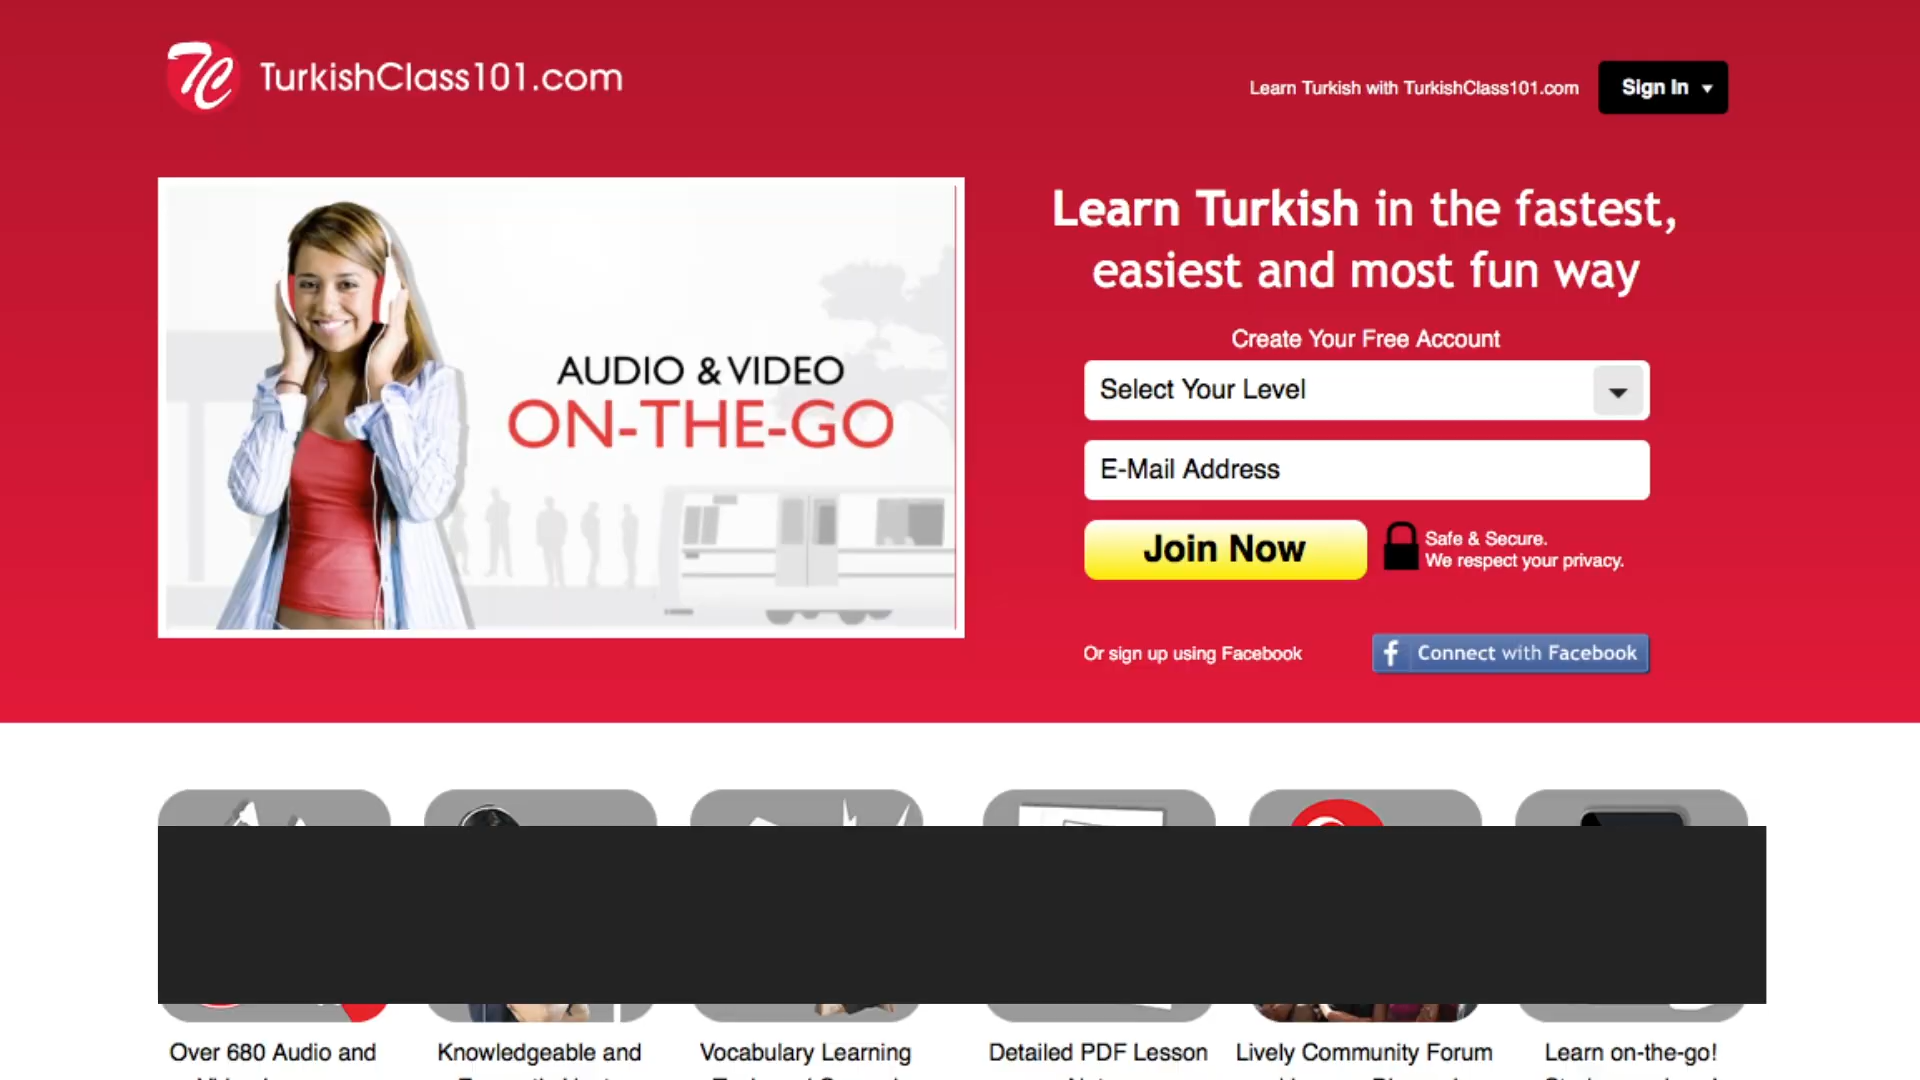 TC TurkishClass101.com
Learn Turkish with TurkishClass101.com
Sign In
AUDIO & VIDEO
ON-THE-GO
Learn Turkish in the fastest,
easiest and most fun way
Create Your Free Account
Select Your Level
E-Mail Address
Join Now
Safe & Secure.
We respect your privacy.
Or sign up using Facebook
f Connect with Facebook
Over 680 Audio and
Knowledgeable and
Vocabulary Learning
Detailed PDF Lesson
Lively Community Forum
Learn on-the-go!